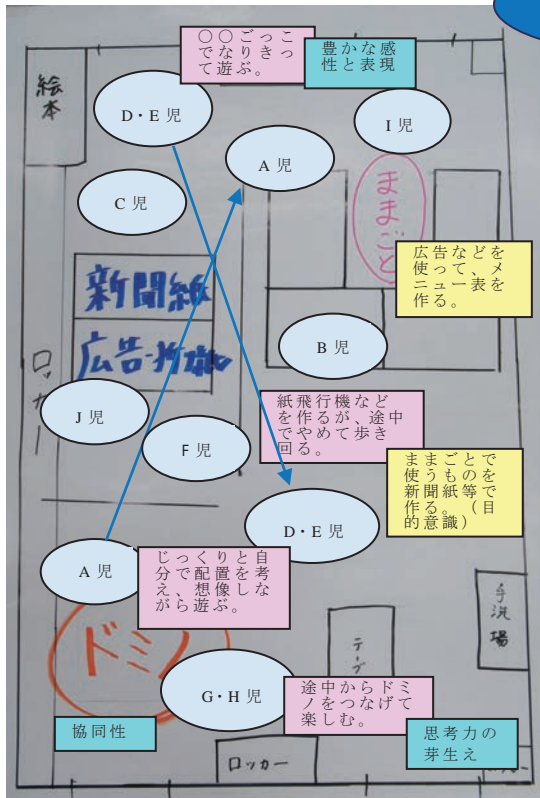 〇〇ごっこ
でなりきっ
て遊ぶ。
豊かな感
性と表現
絵本
D・E 児
I 児
A 児
C 児
ままごと
広告などを
使って、メ
ニュー表を
作る。
新聞紙
広告・折
B 児
ロッカー
J 児
紙飛行機など
を作るが、途中
でやめて歩き
回る。
F 児
ままごとで
使うものを
新聞紙等で
作る。（目
的意識）
D・E 児
じっくりと自
分で配置を考
え、想像しな
がら遊ぶ。
A 児
手洗場
ドミノ
テーブ
G・H 児
途中からドミ
ノをつなげて
楽しむ。
協同性
思考力の
芽生え
ロッカー